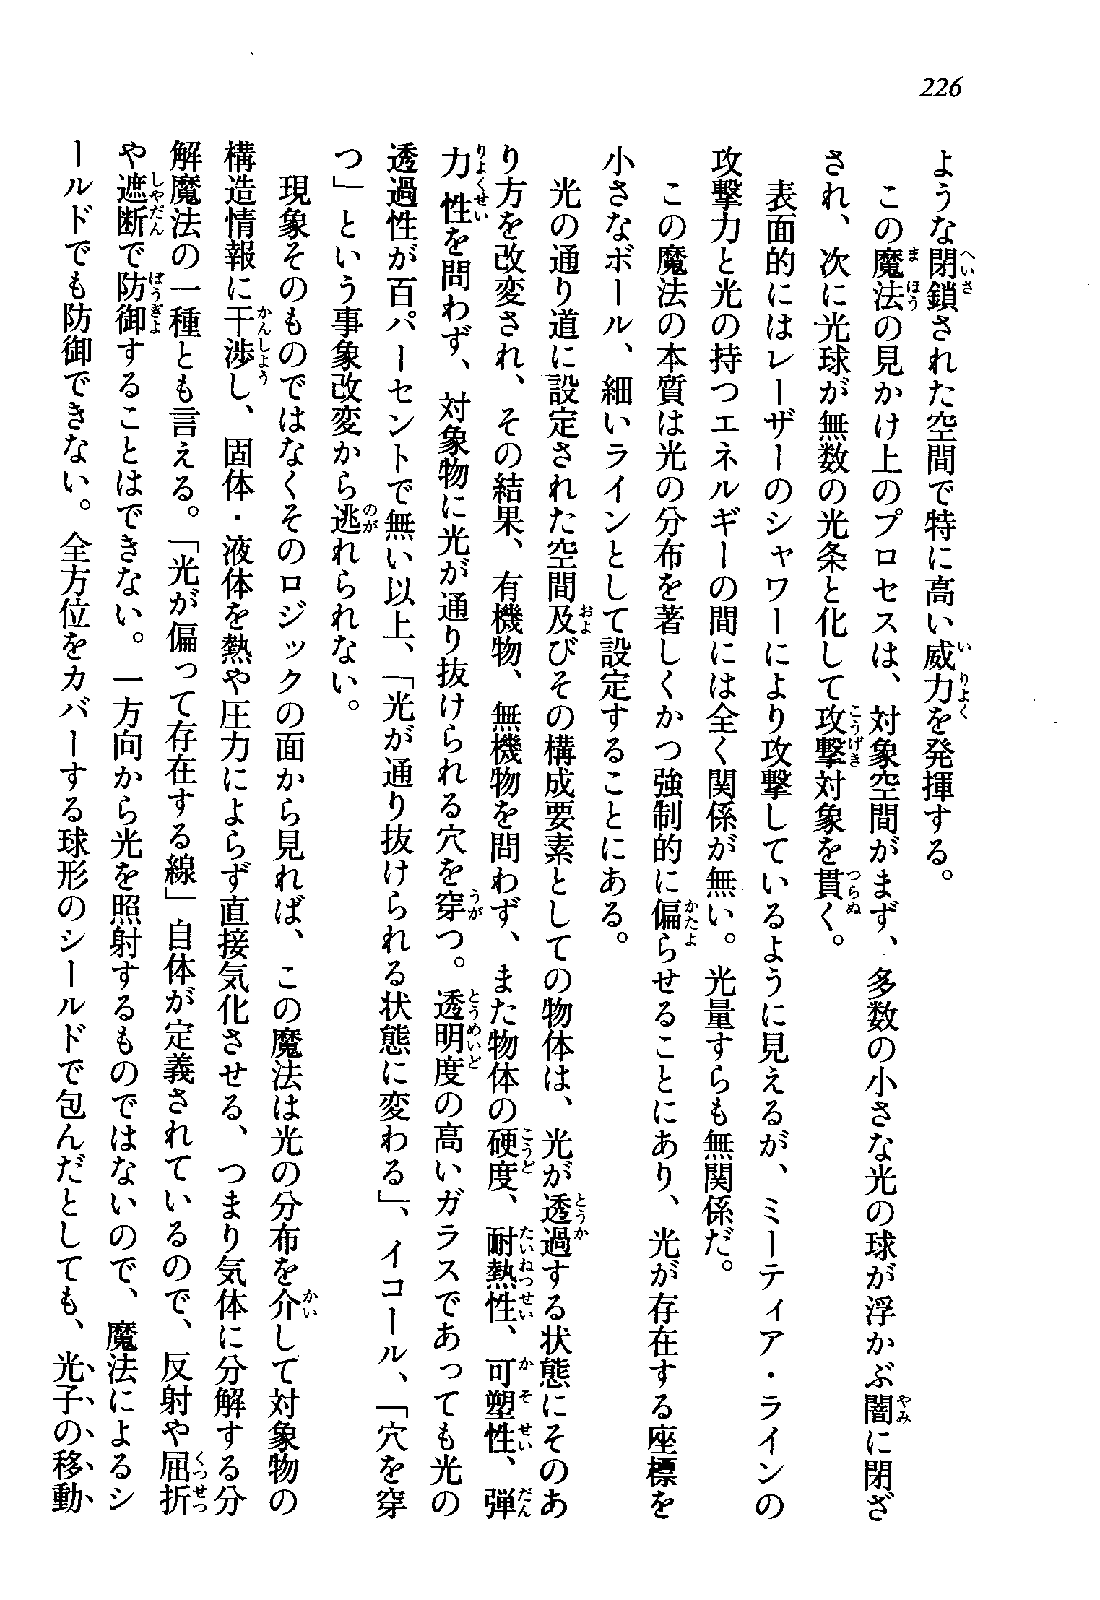 226
ような閉鎖された空間で特に高い威力を発揮する。
この魔法の見かけ上のプロセスは、対象空間がまず、多数の小さな光の球が浮かぶ闇に閉ざ
され、次に光球が無数の光条と化して攻撃対象を貫く。
表面的にはレーザーのシャワーにより攻撃しているように見えるが、ミーティア・ラインの
攻撃力と光の持つエネルギーの間には全く関係が無い。光量すらも無関係だ。
この魔法の本質は光の分布を著しくかつ強制的に偏らせることにあり、光が存在する座標を
小さなボール、細いラインとして設定することにある。
光の通り道に設定された空間及びその構成要素としての物体は、光が透過する状態にそのあ
り方を改変され、その結果、有機物、無機物を問わず、また物体の硬度、耐熱性、可塑性、弾
力性を問わず、対象物に光が通り抜けられる穴を穿つ。透明度の高いガラスであっても光の
透過性が百パーセントで無い以上、「光が通り抜けられる状態に変わる」、イコール、「穴を穿
つ」という事象改変から逃れられない。
現象そのものではなくそのロジックの面から見れば、この魔法は光の分布を介して対象物の
構造情報に干渉し、固体・液体を熱や圧力によらず直接気化させる、つまり気体に分解する分
解魔法の一種とも言える。「光が偏って存在する線」自体が定義されているので、反射や屈折
や遮断で防御することはできない。一方向から光を照射するものではないので、魔法によるシ
ールドでも防御できない。全方位をカバーする球形のシールドで包んだとしても、光子の移動